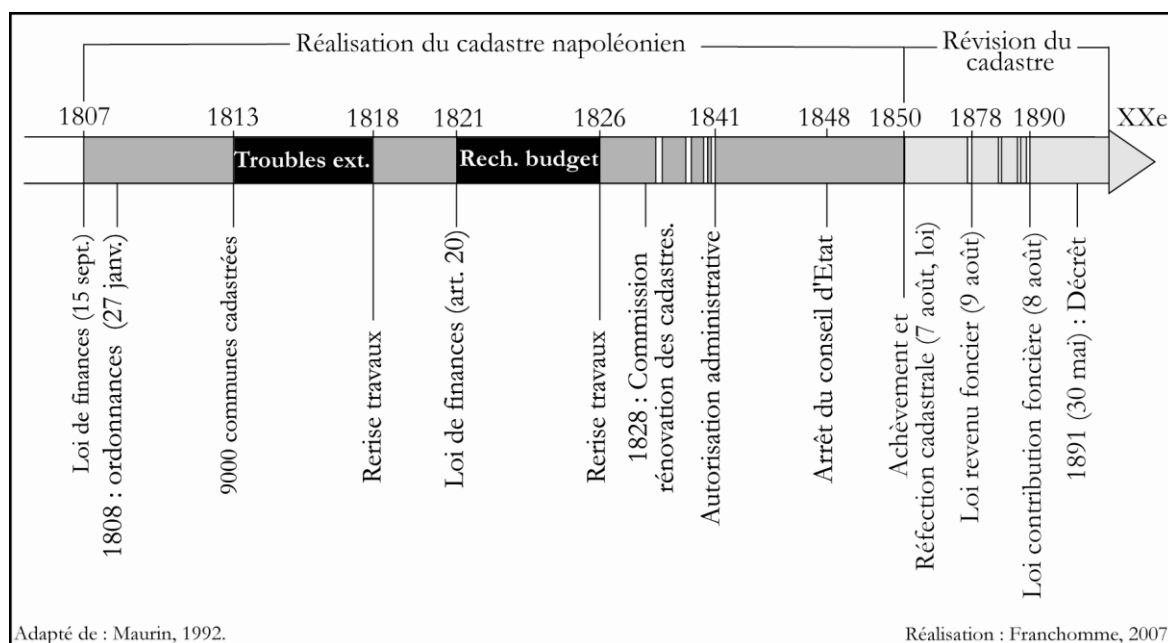 Réalisation du cadastre napoléonien
Révision du
cadastre
1807
1813
1818
1821
1826
1841
1848
1850
1878
1890
XXe
Troubles ext.
Rech. budget
Loi de finances (15 sept.)
1808 : ordonnances (27 janv.)
9000 communes cadastrées
Rerise travaux
Loi de finances (art. 20)
Rerise travaux
1828 : Commission
rénovation des cadastres.
Autorisation administrative
Arrêt du conseil d'Etat
Achèvement et
Réfection cadastrale (7 août, loi)
Loi revenu foncier (9 août)
Loi contribution foncière (8 août)
1891 (30 mai) : Décrêt
Adapté de : Maurin, 1992.
Réalisation : Franchomme, 2007